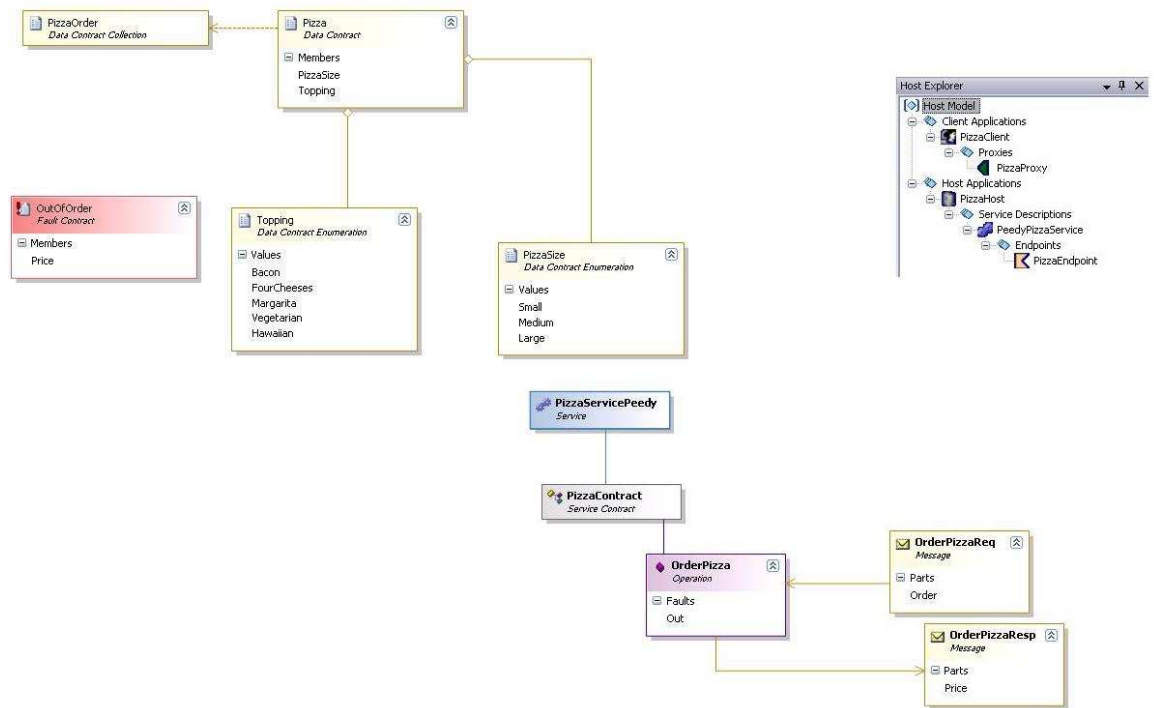 PizzaOrder
Data Contract Collection
Pizza
Data Contract
Members
PizzaSize
Topping
Host Explorer
Host Model
Client Applications
PizzaClient
Proxies
PizzaProxy
Host Applications
PizzaHost
Service Descriptions
PeedyPizzaService
Endpoints
PizzaEndpoint
OutOfOrder
Fault Contract
Members
Price
Topping
Data Contract Enumeration
Values
Bacon
FourCheeses
Margarita
Vegetarian
Hawaiian
PizzaSize
Data Contract Enumeration
Values
Small
Medium
Large
PizzaServicePeedy
Service
PizzaContract
Service Contract
OrderPizza
Operation
Faults
Out
OrderPizzaReq
Message
Parts
Order
OrderPizzaResp
Message
Parts
Price